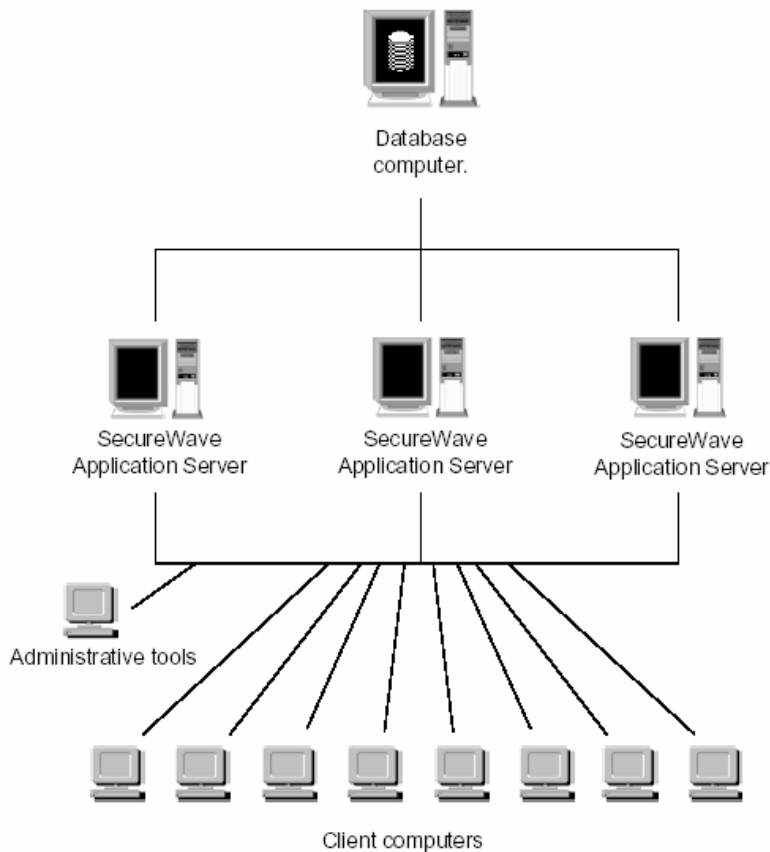 Database
computer.
SecureWave
Application Server
SecureWave
Application Server
SecureWave
Application Server
Administrative tools
Client computers